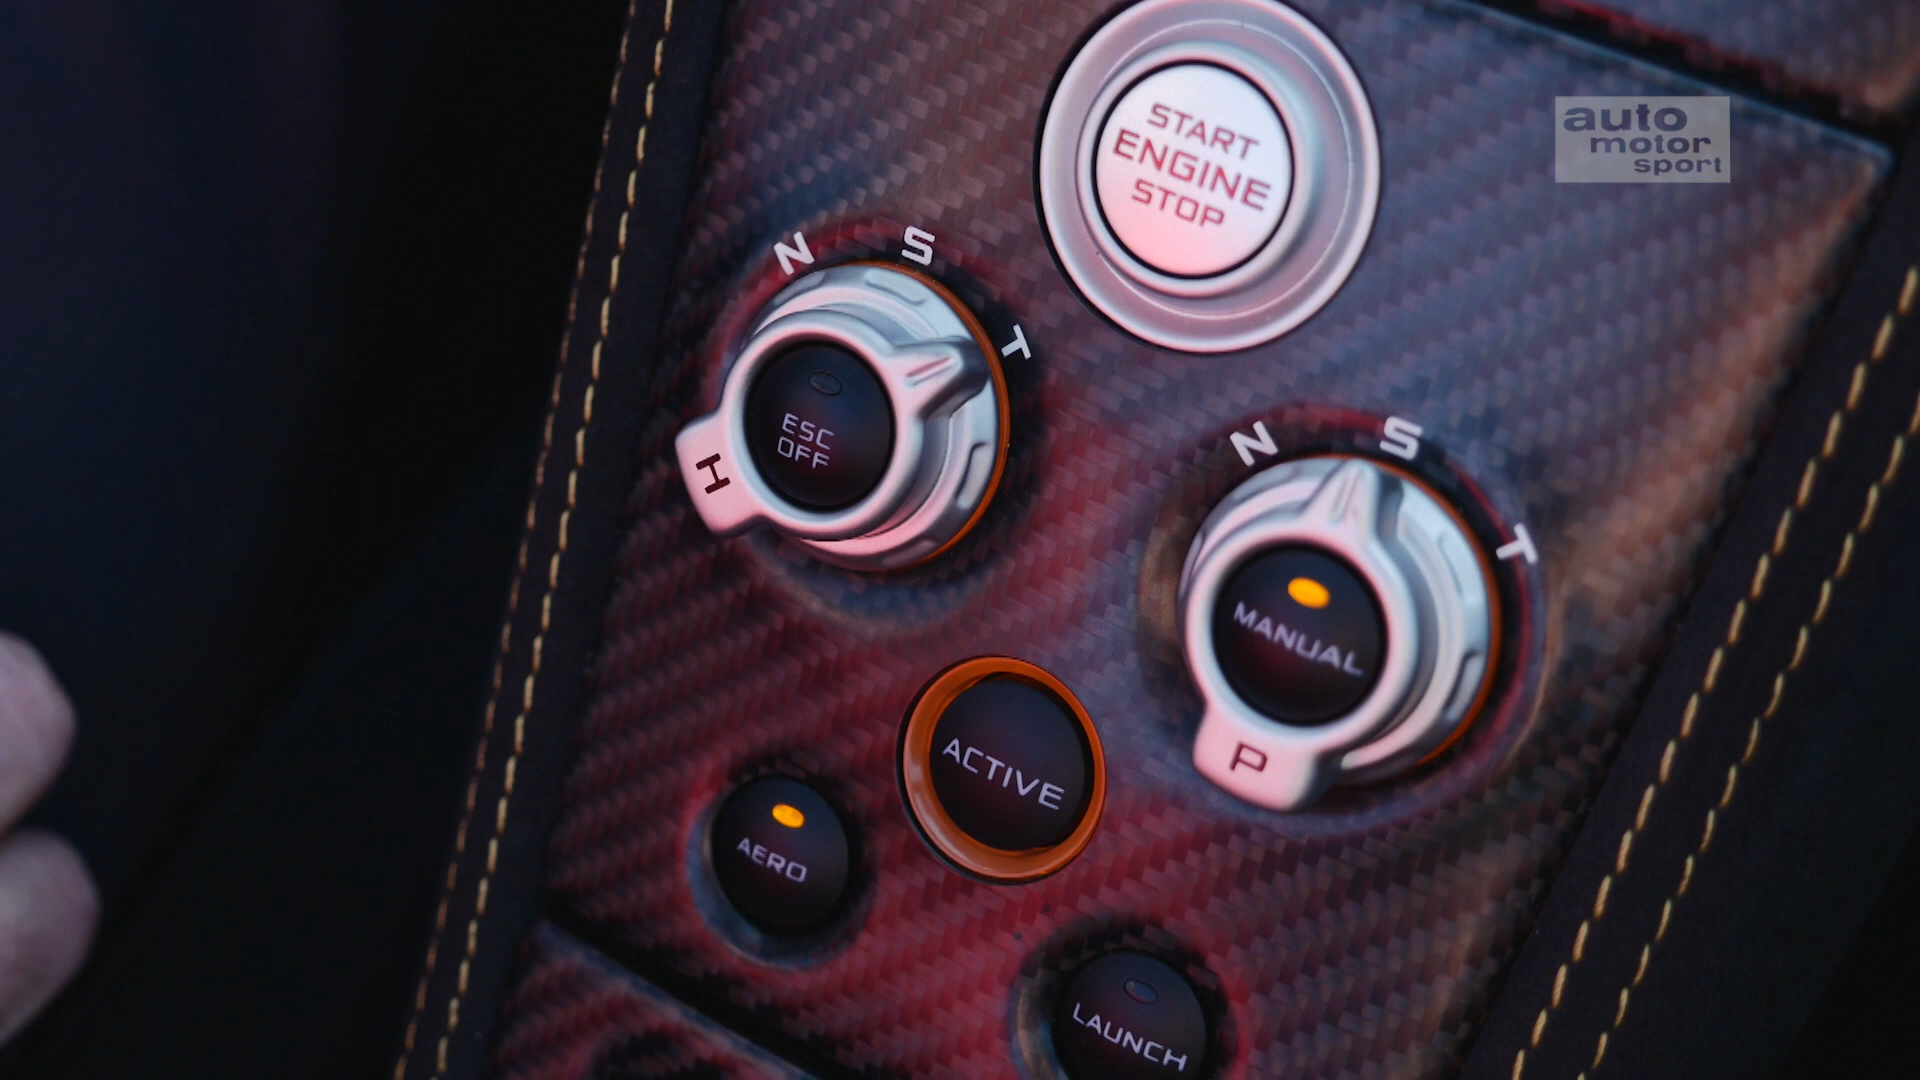 START
ENGINE
STOP
auto
motor
sport
N
S
T
ESC
OFF
H
N
S
T
MANUAL
P
ACTIVE
AERO
LAUNCH